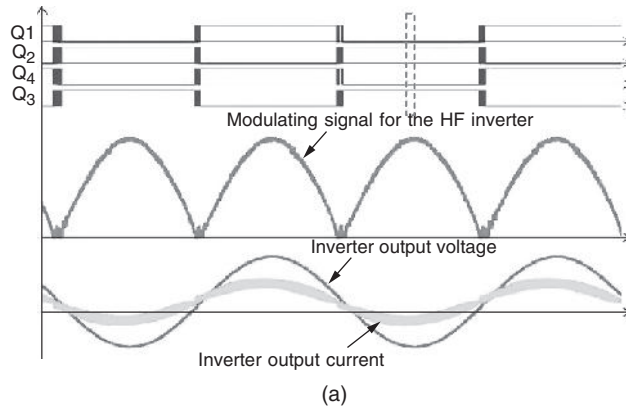 Q1
Q2
Q4
Q3
Modulating signal for the HF inverter
Inverter output voltage
Inverter output current
(a)